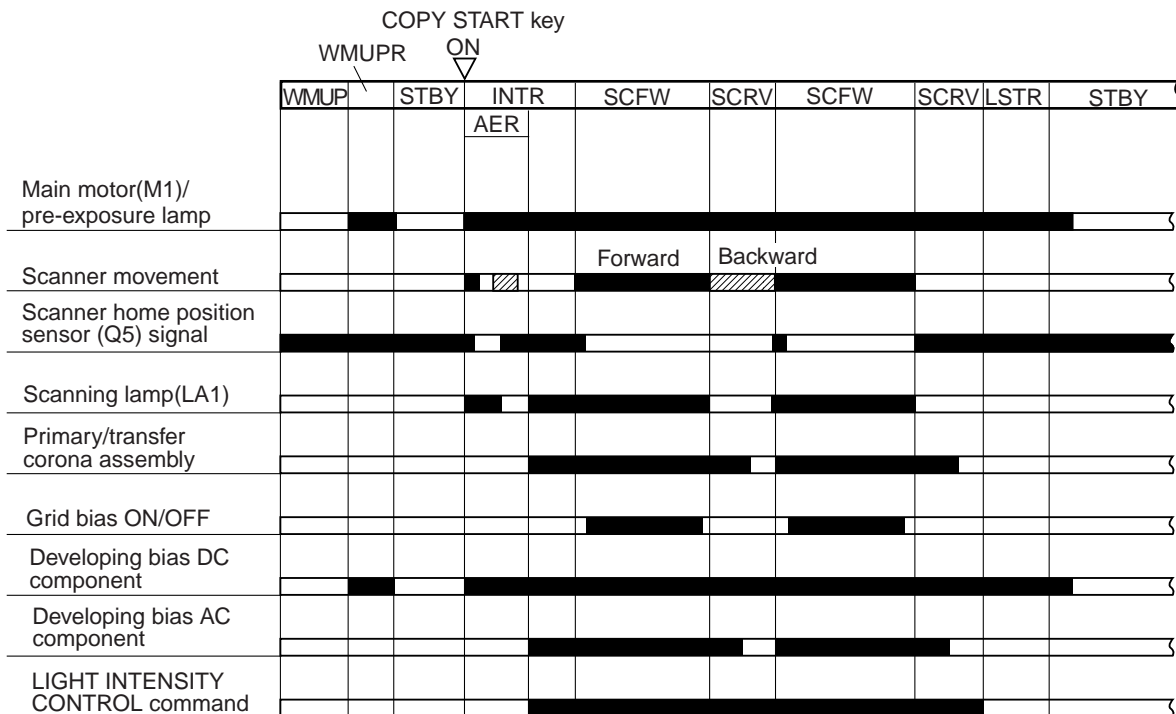 COPY START key
ON
WMUPR
WMUP STBY INTR SCFW SCRV SCFW SCRV LSTR STBY
AER
Main motor(M1)/
pre-exposure lamp
Forward Backward
Scanner movement
Scanner home position
sensor (Q5) signal
Scanning lamp(LA1)
Primary/transfer
corona assembly
Grid bias ON/OFF
Developing bias DC
component
Developing bias AC
component
LIGHT INTENSITY
CONTROL command